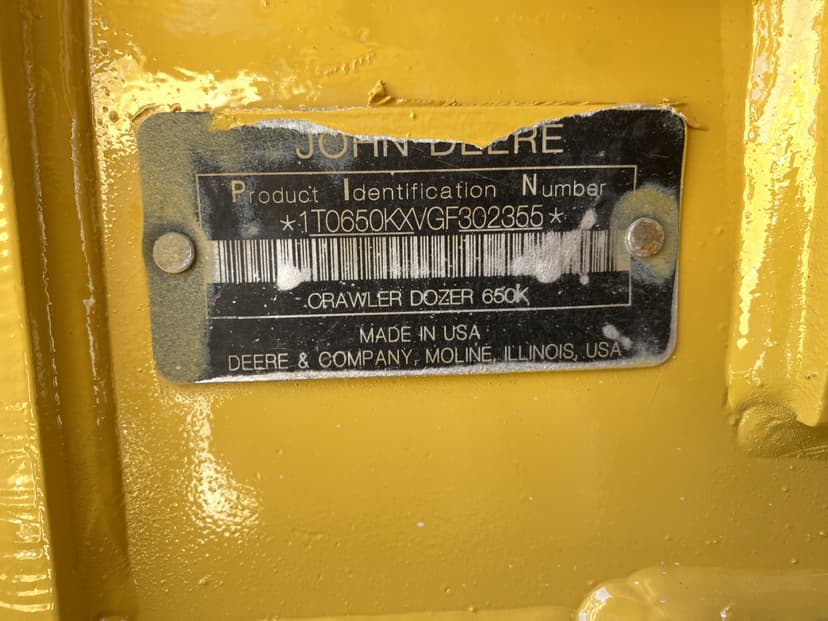 JOHN DEERE
Product Identification Number
*1T0650KXVGF302355*
CRAWLER DOZER 650K
MADE IN USA
DEERE & COMPANY, MOLINE, ILLINOIS, USA